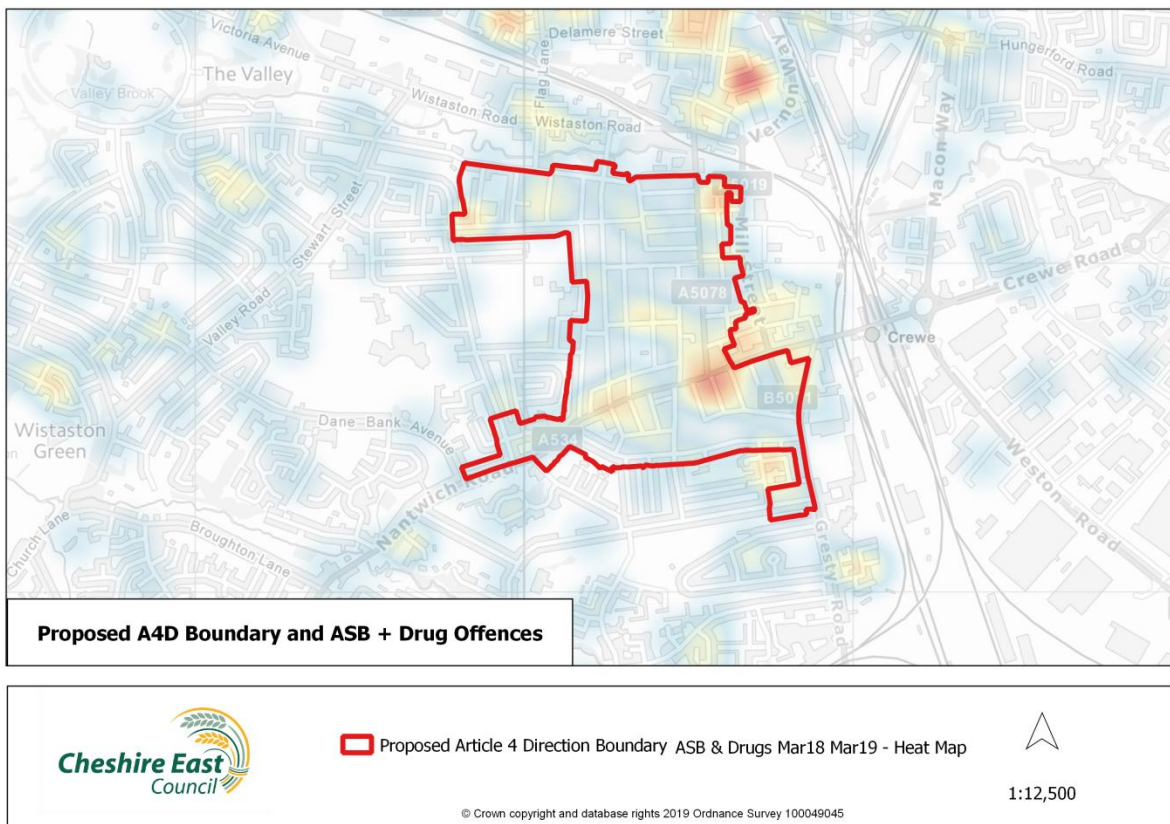 Victoria Avenue
Delamere Street
Hungerford Road
The Valley
Flag Lane
Valley Brook
Wistaston Road
Wistaston Road
Vernon Way
Macon Way
Stewart Street
Mill Street
Crewe Road
A5078
Valley Road
Crewe
Dane Bank Avenue
Wistaston
Green
A534
Nantwich Road
Weston Road
Church Lane
Broughton Lane
Gresty Road
Proposed A4D Boundary and ASB + Drug Offences
Cheshire East
Council
Proposed Article 4 Direction Boundary ASB & Drugs Mar18 Mar19 - Heat Map
1:12,500
© Crown copyright and database rights 2019 Ordnance Survey 100049045